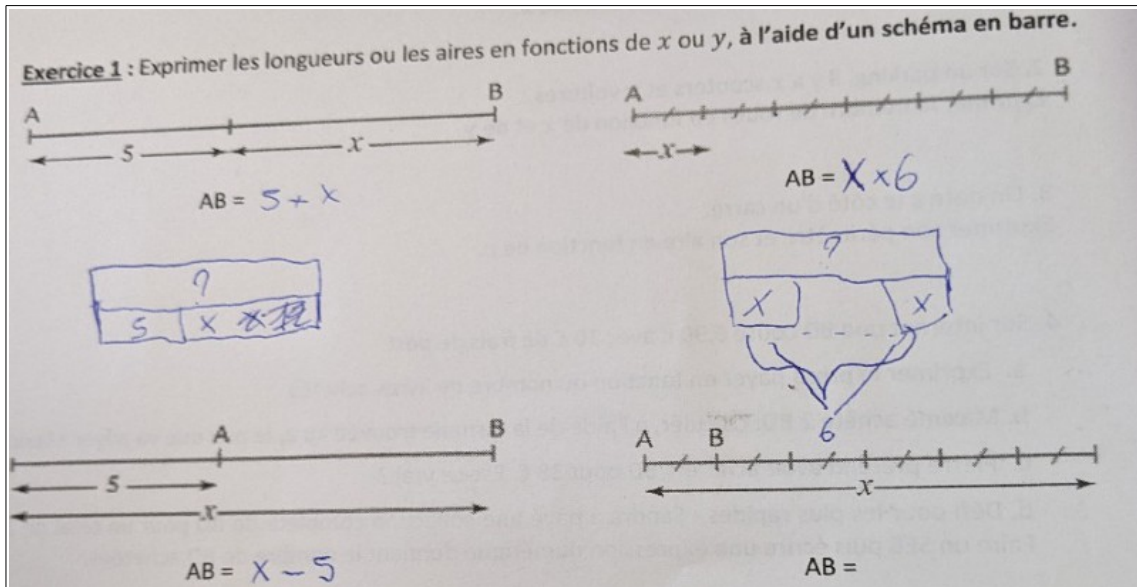 Exercice 1 : Exprimer les longueurs ou les aires en fonctions de x ou y, à l'aide d'un schéma en barre.
A B
5 x
AB = 5 + x
?
5 x
A B
x
AB = x × 6
?
x x
6
A B
5
x
AB = x - 5
A B
x
AB =